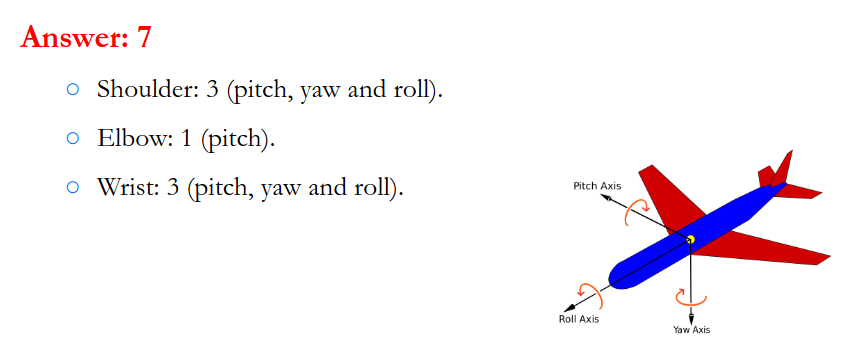 Answer: 7
Shoulder: 3 (pitch, yaw and roll).
Elbow: 1 (pitch).
Wrist: 3 (pitch, yaw and roll).
Pitch Axis
Roll Axis
Yaw Axis